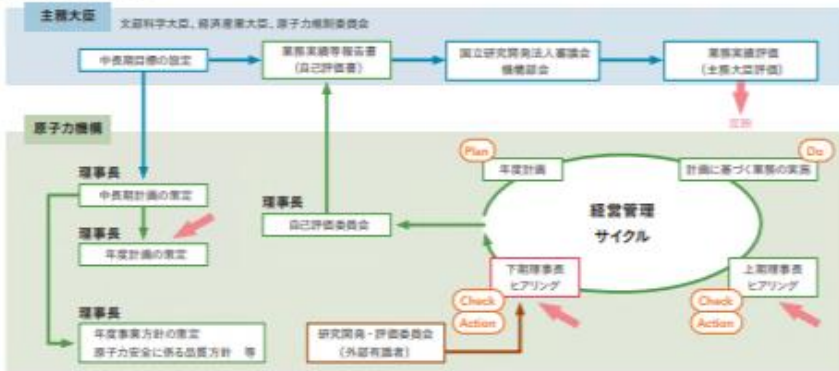 主務大臣
文部科学大臣、経済産業大臣、原子力規制委員会
中長期目標の設定
業務実績等報告書
(自己評価書)
国立研究開発法人審議会
機構部会
業務実績評価
(主務大臣評価)
反映
原子力機構
理事長
中長期計画の策定
理事長
年度計画の策定
理事長
年度事業方針の策定
原子力安全に係る品質方針 等
理事長
自己評価委員会
Plan
年度計画
Do
計画に基づく業務の実施
経営管理
サイクル
下期理事長
ヒアリング
Check
Action
上期理事長
ヒアリング
Check
Action
研究開発・評価委員会
(外部有識者)